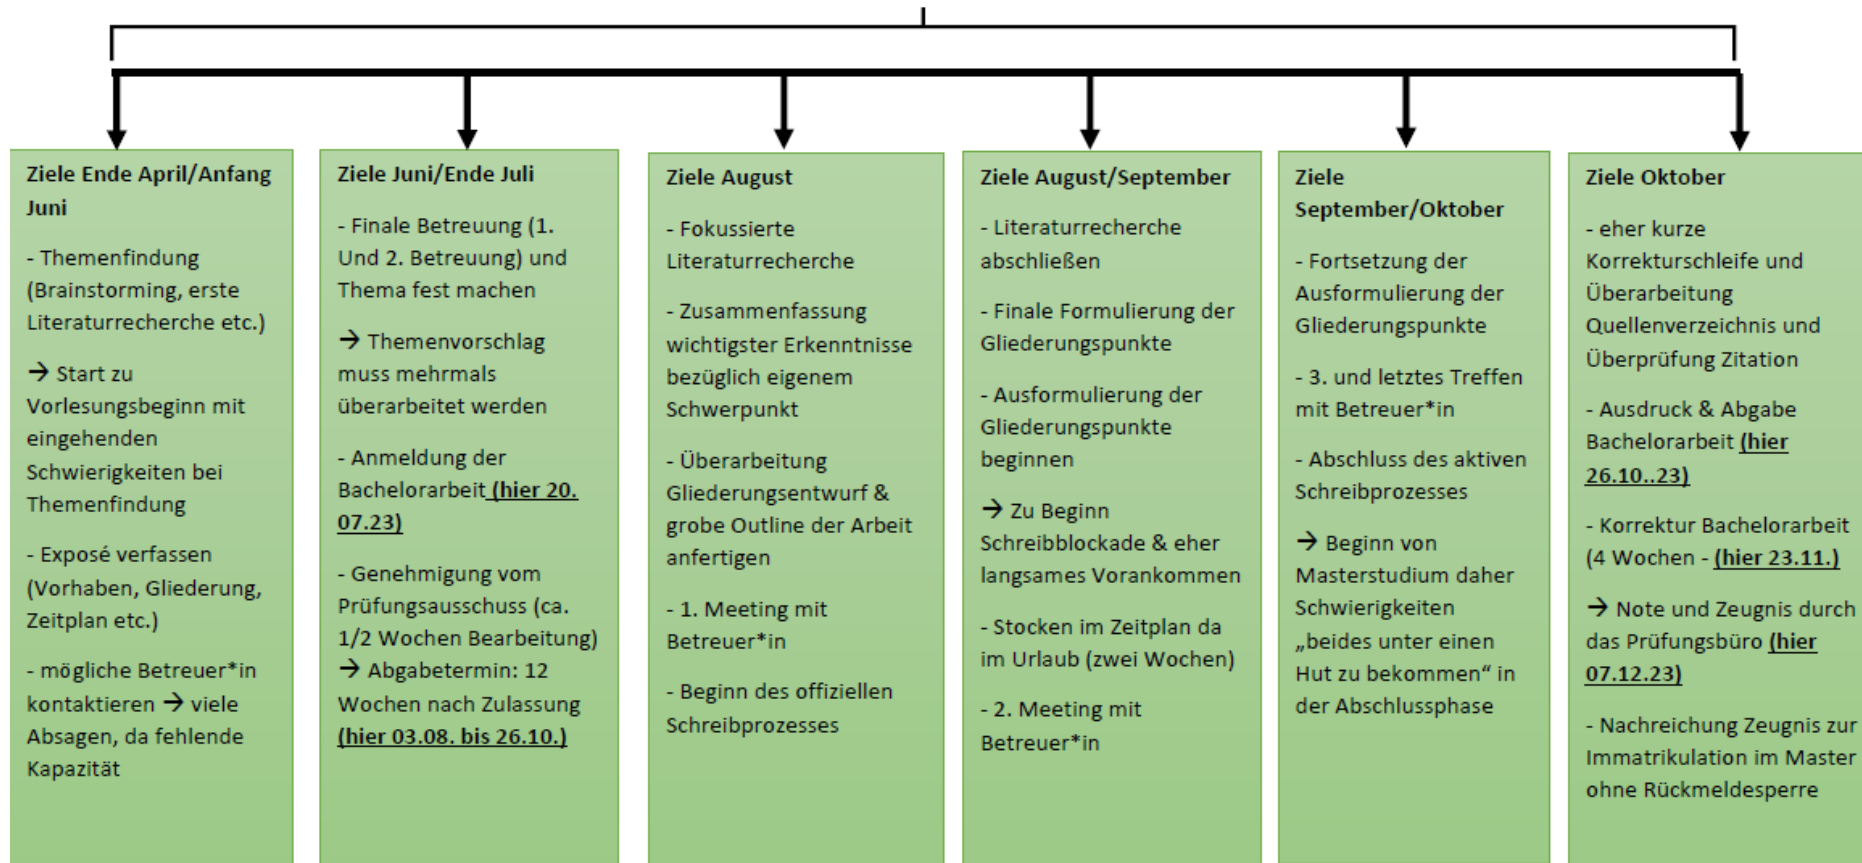 Ziele Ende April/Anfang
Juni
- Themenfindung
(Brainstorming, erste
Literaturrecherche etc.)
→ Start zu
Vorlesungsbeginn mit
eingehenden
Schwierigkeiten bei
Themenfindung
- Exposé verfassen
(Vorhaben, Gliederung,
Zeitplan etc.)
- mögliche Betreuer*in
kontaktieren → viele
Absagen, da fehlende
Kapazität
Ziele Juni/Ende Juli
- Finale Betreuung (1.
Und 2. Betreuung) und
Thema fest machen
→ Themenvorschlag
muss mehrmals
überarbeitet werden
- Anmeldung der
Bachelorarbeit (hier 20.
07.23)
- Genehmigung vom
Prüfungsausschuss (ca.
1/2 Wochen Bearbeitung)
→ Abgabetermin: 12
Wochen nach Zulassung
(hier 03.08. bis 26.10.)
Ziele August
- Fokussierte
Literaturrecherche
- Zusammenfassung
wichtigster Erkenntnisse
bezüglich eigenem
Schwerpunkt
- Überarbeitung
Gliederungsentwurf &
grobe Outline der Arbeit
anfertigen
- 1. Meeting mit
Betreuer*in
- Beginn des offiziellen
Schreibprozesses
Ziele August/September
- Literaturrecherche
abschließen
- Finale Formulierung der
Gliederungspunkte
- Ausformulierung der
Gliederungspunkte
beginnen
→ Zu Beginn
Schreibblockade & eher
langsames Vorankommen
- Stocken im Zeitplan da
im Urlaub (zwei Wochen)
- 2. Meeting mit
Betreuer*in
Ziele
September/Oktober
- Fortsetzung der
Ausformulierung der
Gliederungspunkte
- 3. und letztes Treffen
mit Betreuer*in
- Abschluss des aktiven
Schreibprozesses
→ Beginn von
Masterstudium daher
Schwierigkeiten
„beides unter einen
Hut zu bekommen“ in
der Abschlussphase
Ziele Oktober
- eher kurze
Korrekturschleife und
Überarbeitung
Quellenverzeichnis und
Überprüfung Zitation
- Ausdruck & Abgabe
Bachelorarbeit (hier
26.10..23)
- Korrektur Bachelorarbeit
(4 Wochen - (hier 23.11.)
→ Note und Zeugnis durch
das Prüfungsbüro (hier
07.12.23)
- Nachreichung Zeugnis zur
Immatrikulation im Master
ohne Rückmeldesperre